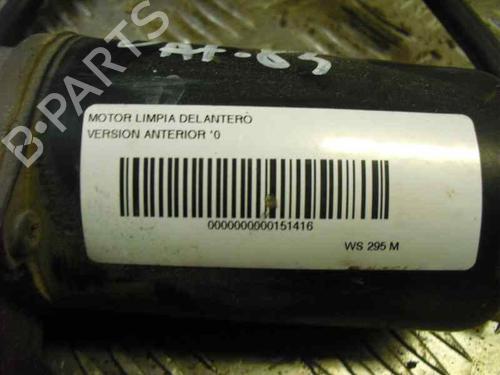 B-PARTS
MOTOR LIMPIA DELANTERO
VERSION ANTERIOR '0
0000000000151416
WS 295 M